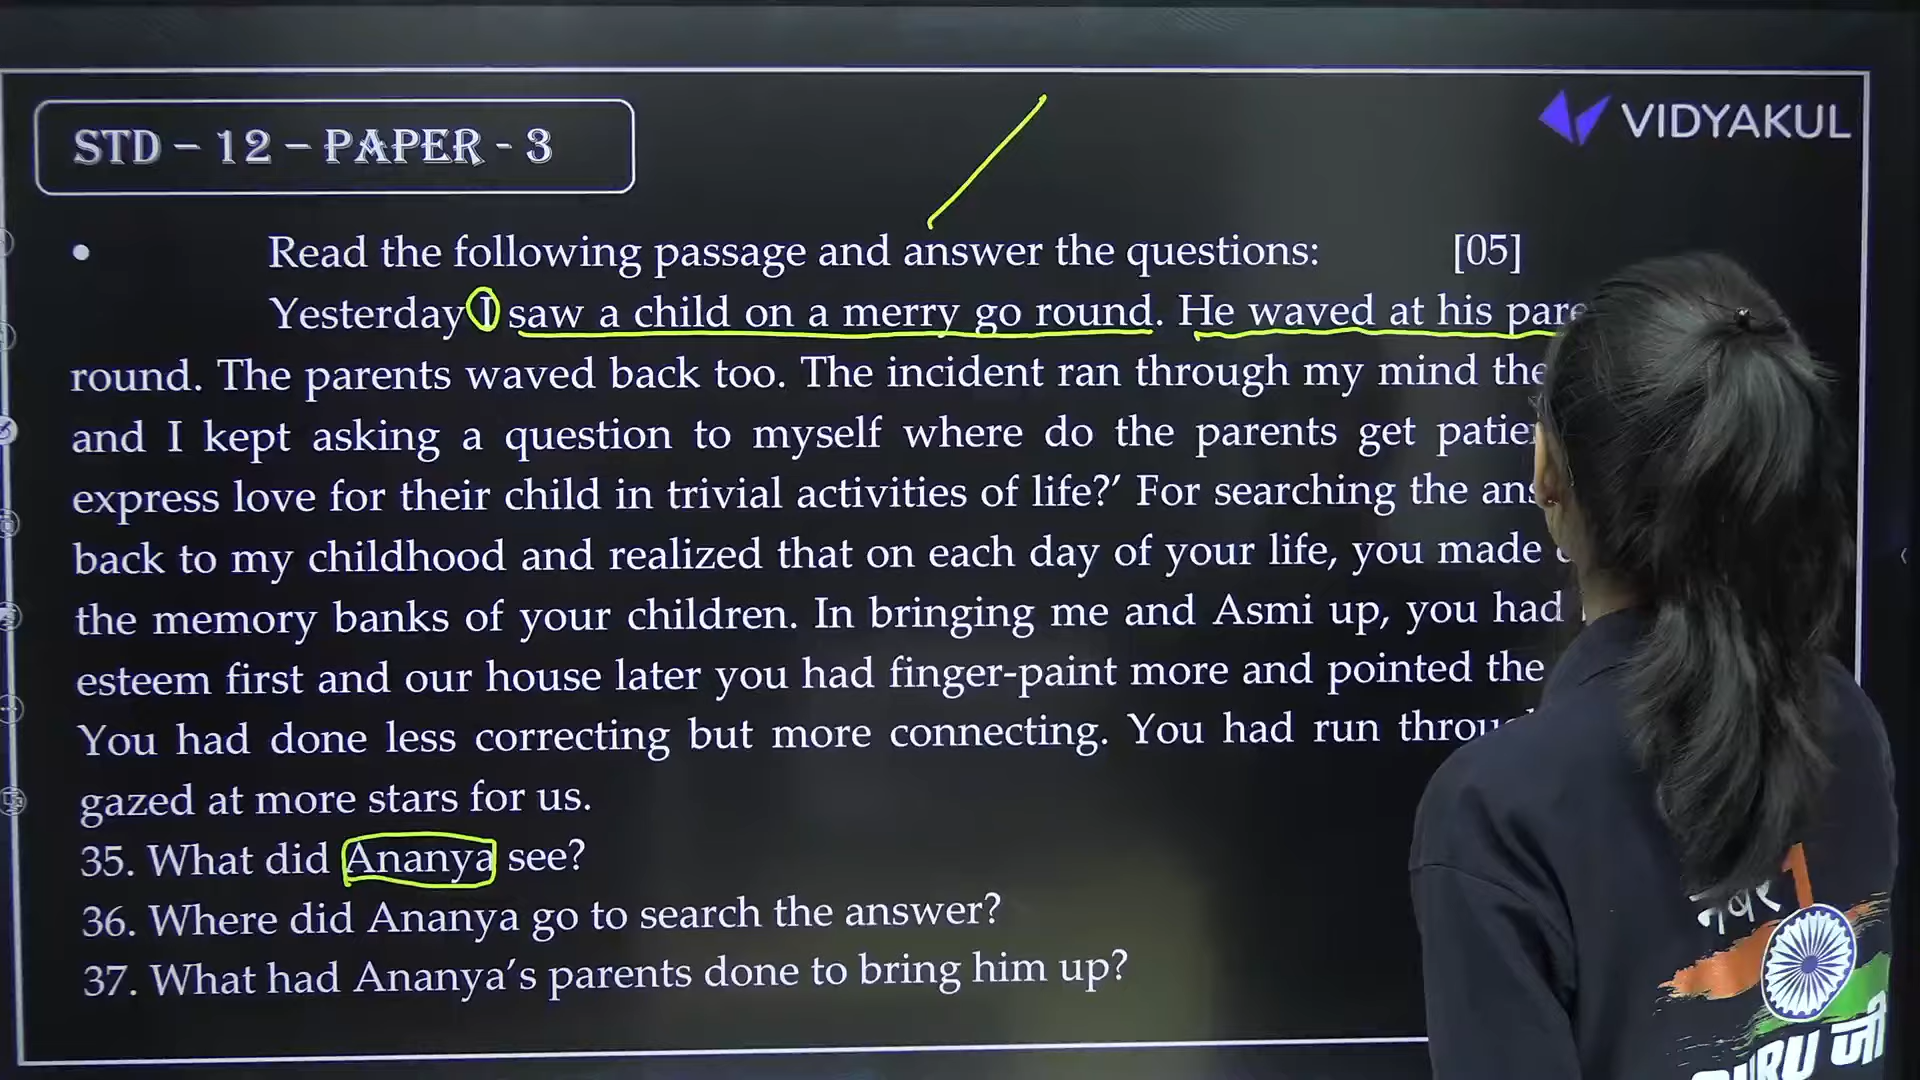 STD – 12 – PAPER - 3
VIDYAKUL
• Read the following passage and answer the questions: [05]
Yesterday I saw a child on a merry go round. He waved at his
round. The parents waved back too. The incident ran through my mind
and I kept asking a question to myself where do the parents get
express love for their child in trivial activities of life?’ For searching the
back to my childhood and realized that on each day of your life, you made
the memory banks of your children. In bringing me and Asmi up, you had
esteem first and our house later you had finger-paint more and pointed the
You had done less correcting but more connecting. You had run
gazed at more stars for us.
35. What did Ananya see?
36. Where did Ananya go to search the answer?
37. What had Ananya’s parents done to bring him up?
नंबर 1
GURU जी